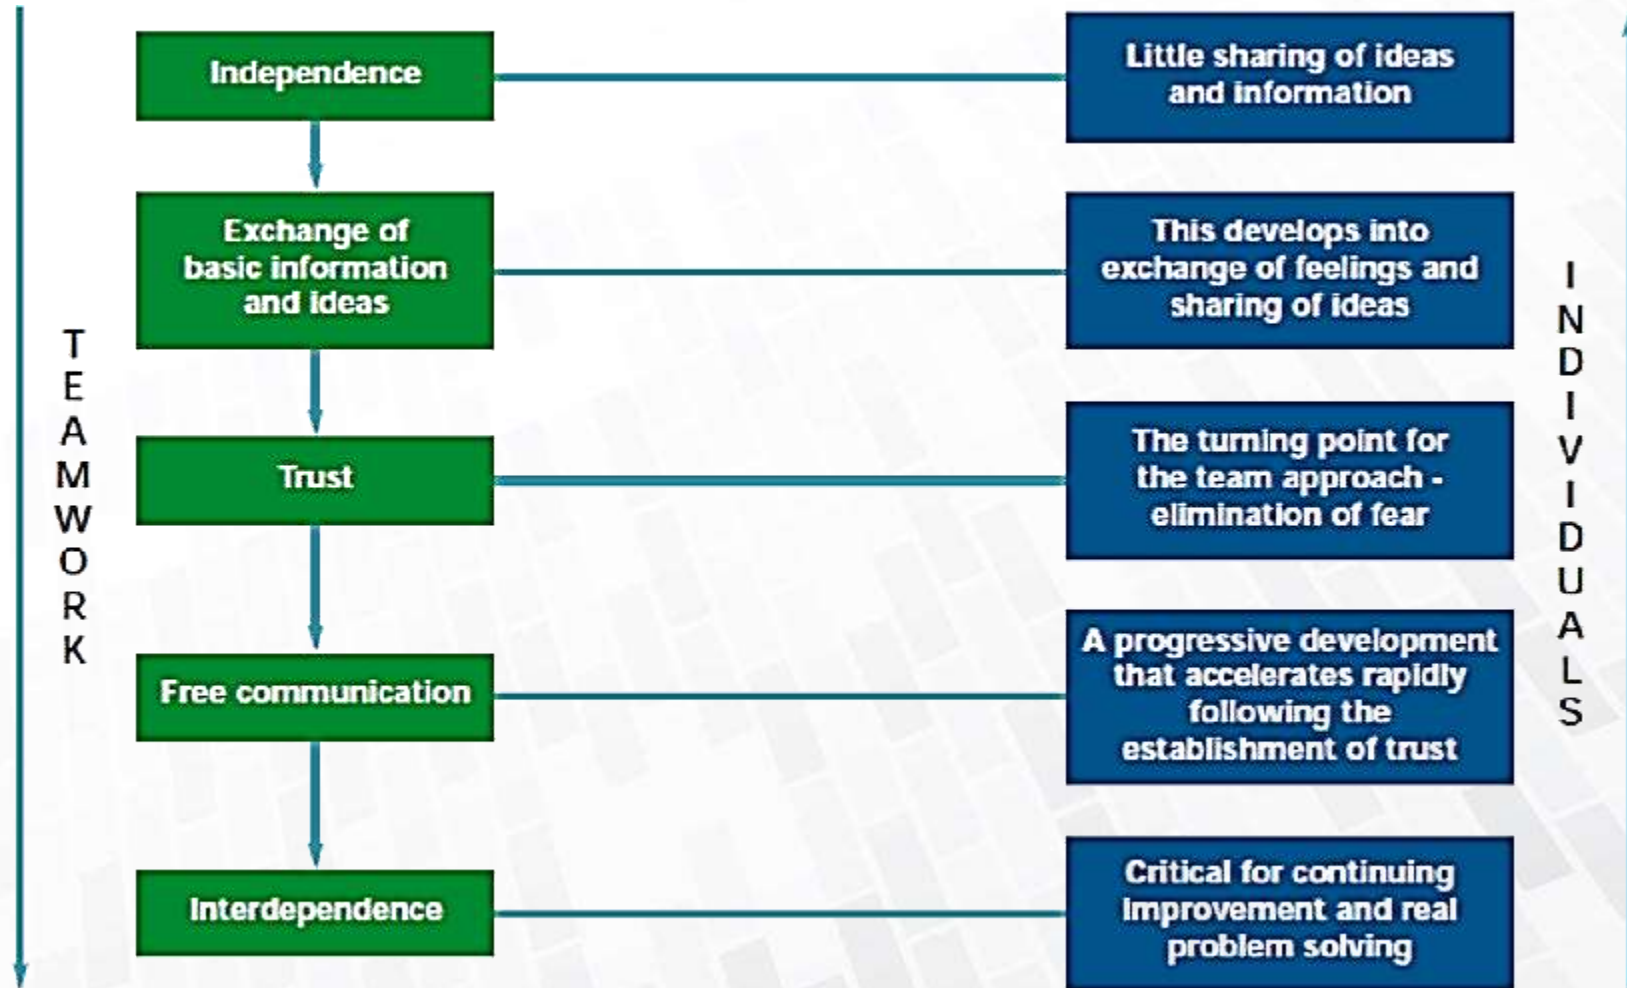 Independence
Little sharing of ideas
and information
Exchange of
basic information
and ideas
This develops into
exchange of feelings and
sharing of ideas
Trust
The turning point for
the team approach -
elimination of fear
Free communication
A progressive development
that accelerates rapidly
following the
establishment of trust
Interdependence
Critical for continuing
improvement and real
problem solving
TEAMWORK
INDIVIDUALS